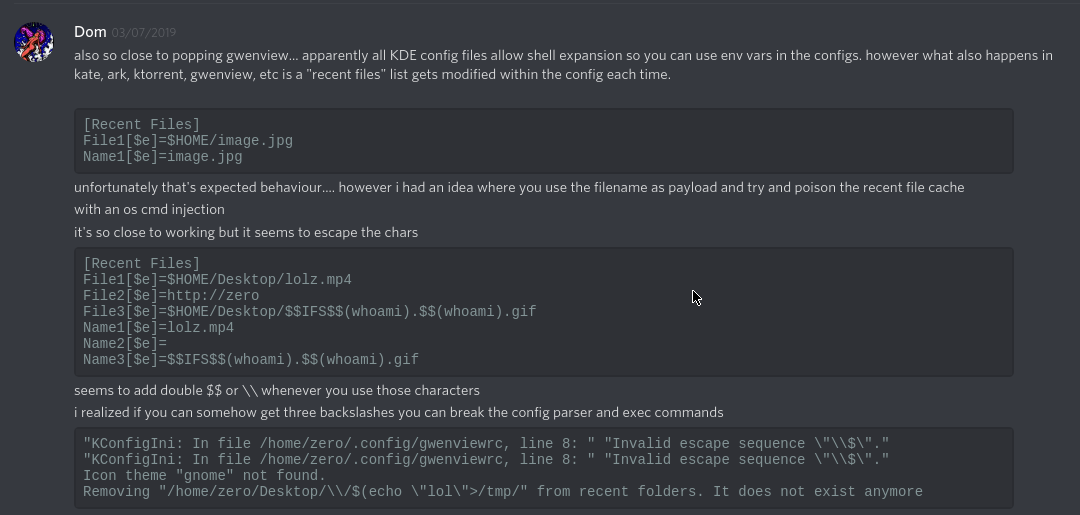 Dom 03/07/2019
also so close to popping gwenview... apparently all KDE config files allow shell expansion so you can use env vars in the configs. however what also happens in
kate, ark, ktorrent, gwenview, etc is a "recent files" list gets modified within the config each time.
[Recent Files]
File1[$e]=$HOME/image.jpg
Name1[$e]=image.jpg
unfortunately that's expected behaviour.... however i had an idea where you use the filename as payload and try and poison the recent file cache
with an os cmd injection
it's so close to working but it seems to escape the chars
[Recent Files]
File1[$e]=$HOME/Desktop/lolz.mp4
File2[$e]=http://zero
File3[$e]=$HOME/Desktop/$$IFS$$(whoami).$$(whoami).gif
Name1[$e]=lolz.mp4
Name2[$e]=
Name3[$e]=$$IFS$$(whoami).$$(whoami).gif
seems to add double $$ or \\ whenever you use those characters
i realized if you can somehow get three backslashes you can break the config parser and exec commands
"KConfigIni: In file /home/zero/.config/gwenviewrc, line 8: " "Invalid escape sequence \"\\$\"."
"KConfigIni: In file /home/zero/.config/gwenviewrc, line 8: " "Invalid escape sequence \"\\$\"."
Icon theme "gnome" not found.
Removing "/home/zero/Desktop/\\/$(echo \"lol\">/tmp/" from recent folders. It does not exist anymore